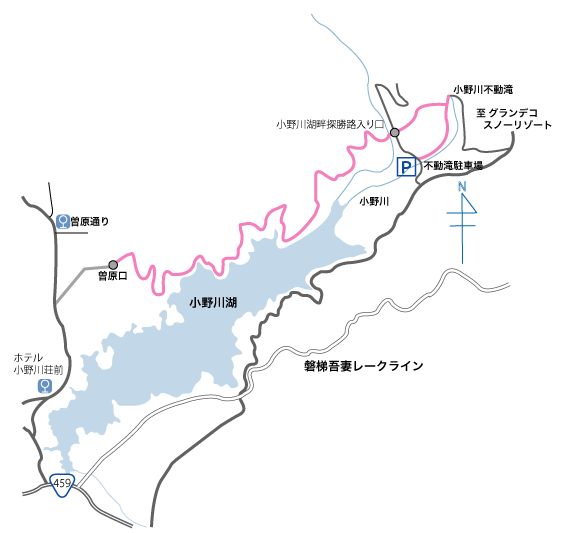 小野川不動滝
至 グランデコ
スノーリゾート
小野川湖畔探勝路入り口
P
不動滝駐車場
N
小野川
曽原通り
曽原口
小野川湖
ホテル
小野川荘前
磐梯吾妻レークライン
459